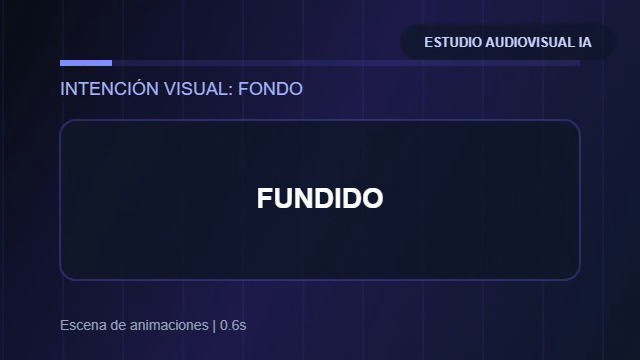 ESTUDIO AUDIOVISUAL IA
INTENCIÓN VISUAL: FONDO
FUNDIDO
Escena de animaciones | 0.6s